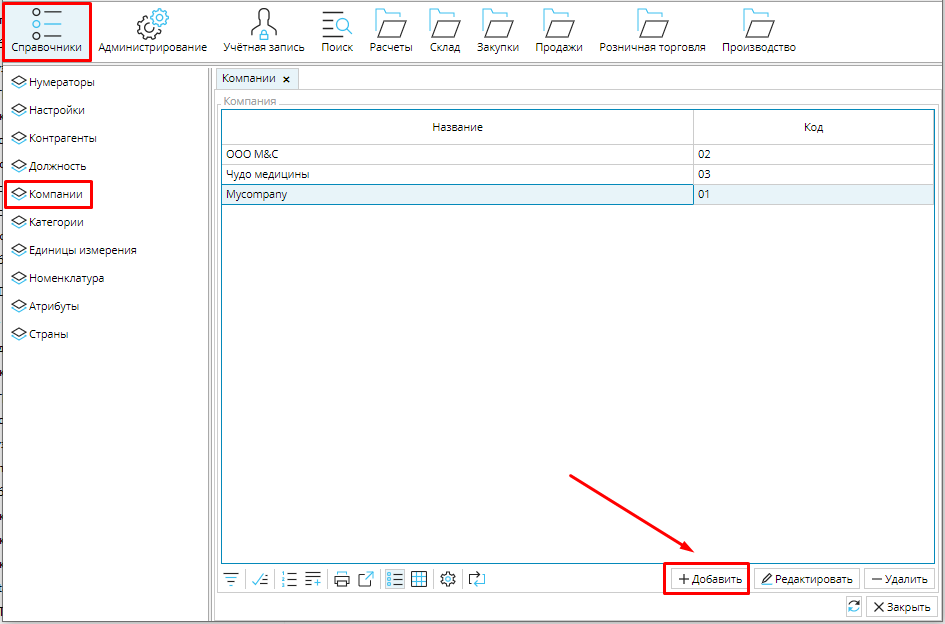 Справочники Администрирование Учётная запись Поиск Расчеты Склад Закупки Продажи Розничная торговля Производство
Нумераторы
Настройки
Контрагенты
Должность
Компании
Категории
Единицы измерения
Номенклатура
Атрибуты
Страны
Компании
Компания
Название Код
ООО М&С 02
Чудо медицины 03
Mycompany 01
Добавить Редактировать Удалить
Закрыть